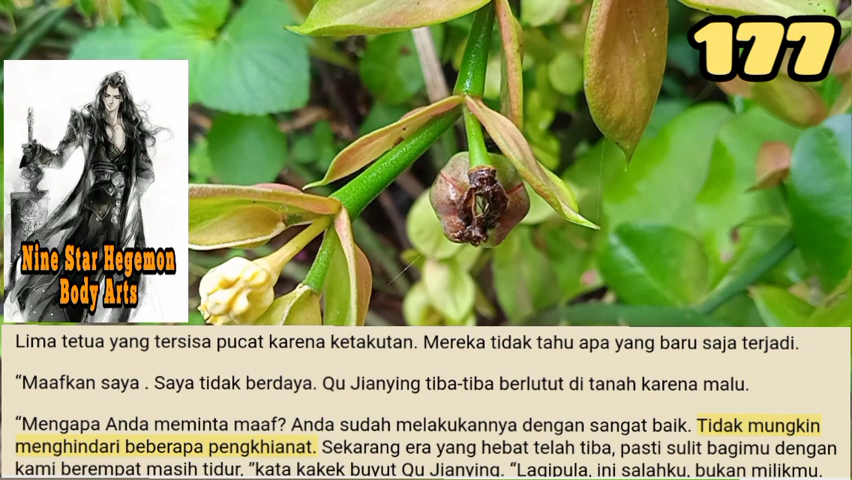 177
Nine Star Hegemon
Body Arts
Lima tetua yang tersisa pucat karena ketakutan. Mereka tidak tahu apa yang baru saja terjadi.
“Maafkan saya . Saya tidak berdaya. Qu Jianying tiba-tiba berlutut di tanah karena malu.
“Mengapa Anda meminta maaf? Anda sudah melakukannya dengan sangat baik. Tidak mungkin
menghindari beberapa pengkhianat. Sekarang era yang hebat telah tiba, pasti sulit bagimu dengan
kami berempat masih tidur, ”kata kakek buyut Qu Jianying. “Lagipula, ini salahku, bukan milikmu.